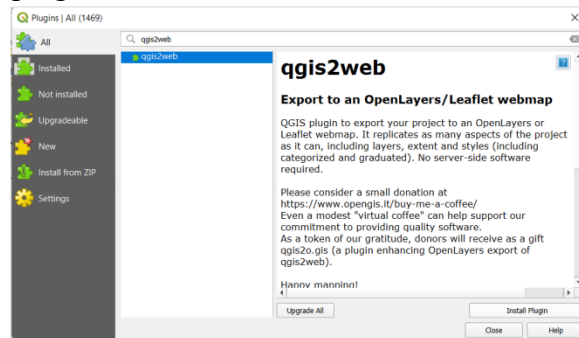 Plugins | All (1469)
All
Installed
Not installed
Upgradeable
New
Install from ZIP
Settings
qgis2web
qgis2web
qgis2web
Export to an OpenLayers/Leaflet webmap
QGIS plugin to export your project to an OpenLayers or
Leaflet webmap. It replicates as many aspects of the project
as it can, including layers, extent and styles (including
categorized and graduated). No server-side software
required.
Please consider a small donation at
https://www.opengis.it/buy-me-a-coffee/
Even a modest "virtual coffee" can help support our
commitment to providing quality software.
As a token of our gratitude, donors will receive as a gift
qgis2o.gis (a plugin enhancing OpenLayers export of
qgis2web).
Happy mapping!
Upgrade All
Install Plugin
Close
Help